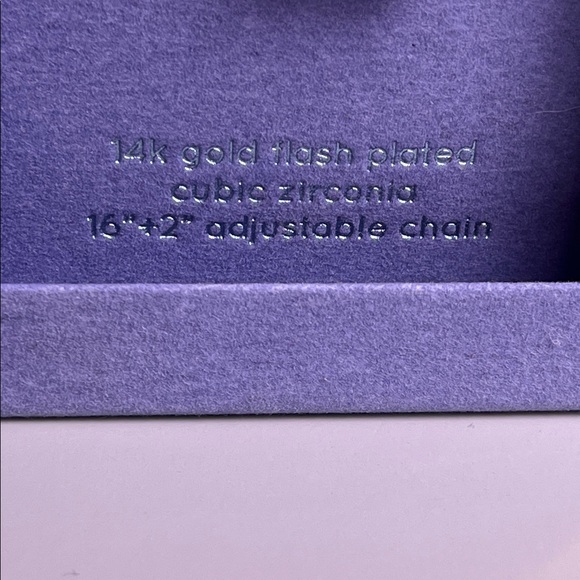 14k gold flash plated
cubic zirconia
16"+2" adjustable chain